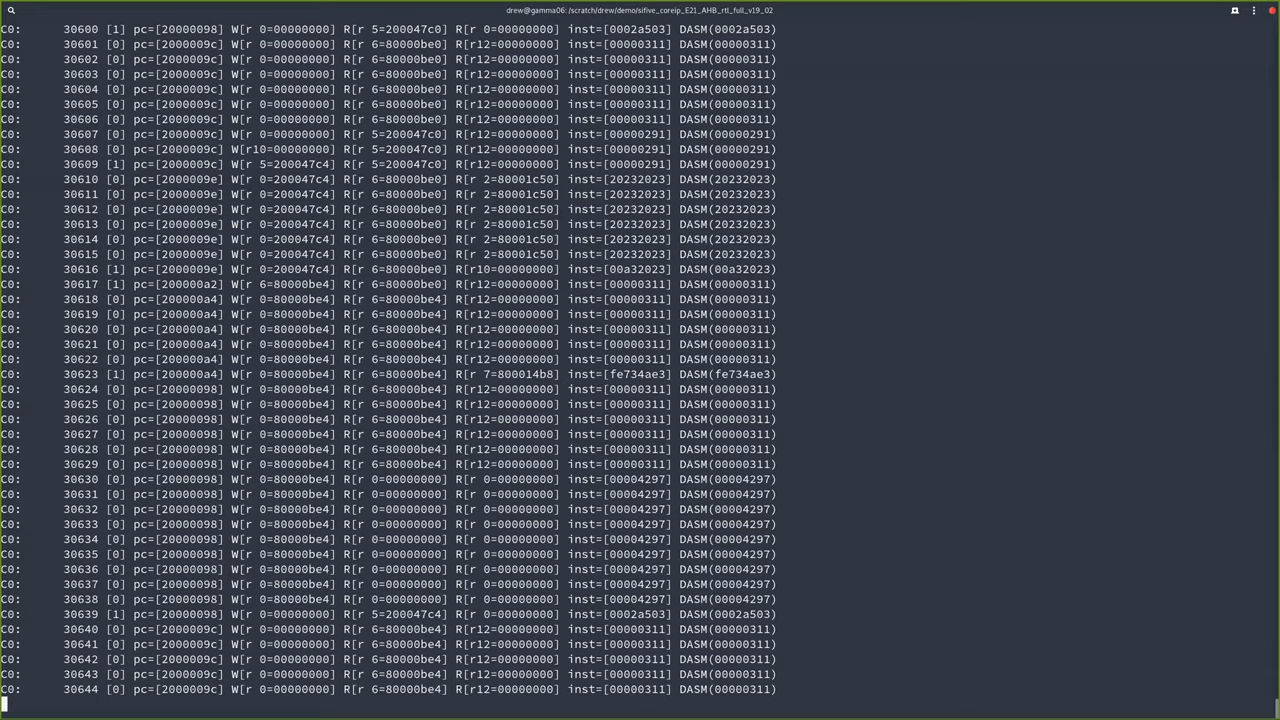 drew@gamma06:/scratch/drew/demo/sifive_coreip_E21_AHB_rtl_full_v19_02
C0: 30600 [1] pc=[20000098] W[r 0=00000000] R[r 5=200047c0] R[r 0=00000000] inst=[0002a503] DASM(0002a503)
C0: 30601 [0] pc=[2000009c] W[r 0=00000000] R[r 6=80000be0] R[r12=00000000] inst=[00000311] DASM(00000311)
C0: 30602 [0] pc=[2000009c] W[r 0=00000000] R[r 6=80000be0] R[r12=00000000] inst=[00000311] DASM(00000311)
C0: 30603 [0] pc=[2000009c] W[r 0=00000000] R[r 6=80000be0] R[r12=00000000] inst=[00000311] DASM(00000311)
C0: 30604 [0] pc=[2000009c] W[r 0=00000000] R[r 6=80000be0] R[r12=00000000] inst=[00000311] DASM(00000311)
C0: 30605 [0] pc=[2000009c] W[r 0=00000000] R[r 6=80000be0] R[r12=00000000] inst=[00000311] DASM(00000311)
C0: 30606 [0] pc=[2000009c] W[r 0=00000000] R[r 6=80000be0] R[r12=00000000] inst=[00000311] DASM(00000311)
C0: 30607 [0] pc=[2000009c] W[r 0=00000000] R[r 5=200047c0] R[r12=00000000] inst=[00000291] DASM(00000291)
C0: 30608 [0] pc=[2000009c] W[r10=00000000] R[r 5=200047c0] R[r12=00000000] inst=[00000291] DASM(00000291)
C0: 30609 [1] pc=[2000009c] W[r 5=200047c4] R[r 5=200047c0] R[r12=00000000] inst=[00000291] DASM(00000291)
C0: 30610 [0] pc=[2000009e] W[r 0=200047c4] R[r 6=80000be0] R[r 2=80001c50] inst=[20232023] DASM(20232023)
C0: 30611 [0] pc=[2000009e] W[r 0=200047c4] R[r 6=80000be0] R[r 2=80001c50] inst=[20232023] DASM(20232023)
C0: 30612 [0] pc=[2000009e] W[r 0=200047c4] R[r 6=80000be0] R[r 2=80001c50] inst=[20232023] DASM(20232023)
C0: 30613 [0] pc=[2000009e] W[r 0=200047c4] R[r 6=80000be0] R[r 2=80001c50] inst=[20232023] DASM(20232023)
C0: 30614 [0] pc=[2000009e] W[r 0=200047c4] R[r 6=80000be0] R[r 2=80001c50] inst=[20232023] DASM(20232023)
C0: 30615 [0] pc=[2000009e] W[r 0=200047c4] R[r 6=80000be0] R[r 2=80001c50] inst=[20232023] DASM(20232023)
C0: 30616 [1] pc=[2000009e] W[r 0=200047c4] R[r 6=80000be0] R[r10=00000000] inst=[00a32023] DASM(00a32023)
C0: 30617 [1] pc=[200000a2] W[r 6=80000be4] R[r 6=80000be0] R[r12=00000000] inst=[00000311] DASM(00000311)
C0: 30618 [0] pc=[200000a4] W[r 0=80000be4] R[r 6=80000be4] R[r12=00000000] inst=[00000311] DASM(00000311)
C0: 30619 [0] pc=[200000a4] W[r 0=80000be4] R[r 6=80000be4] R[r12=00000000] inst=[00000311] DASM(00000311)
C0: 30620 [0] pc=[200000a4] W[r 0=80000be4] R[r 6=80000be4] R[r12=00000000] inst=[00000311] DASM(00000311)
C0: 30621 [0] pc=[200000a4] W[r 0=80000be4] R[r 6=80000be4] R[r12=00000000] inst=[00000311] DASM(00000311)
C0: 30622 [0] pc=[200000a4] W[r 0=80000be4] R[r 6=80000be4] R[r12=00000000] inst=[00000311] DASM(00000311)
C0: 30623 [1] pc=[200000a4] W[r 0=80000be4] R[r 6=80000be4] R[r 7=800014b8] inst=[fe734ae3] DASM(fe734ae3)
C0: 30624 [0] pc=[20000098] W[r 0=80000be4] R[r 6=80000be4] R[r12=00000000] inst=[00000311] DASM(00000311)
C0: 30625 [0] pc=[20000098] W[r 0=80000be4] R[r 6=80000be4] R[r12=00000000] inst=[00000311] DASM(00000311)
C0: 30626 [0] pc=[20000098] W[r 0=80000be4] R[r 6=80000be4] R[r12=00000000] inst=[00000311] DASM(00000311)
C0: 30627 [0] pc=[20000098] W[r 0=80000be4] R[r 6=80000be4] R[r12=00000000] inst=[00000311] DASM(00000311)
C0: 30628 [0] pc=[20000098] W[r 0=80000be4] R[r 6=80000be4] R[r12=00000000] inst=[00000311] DASM(00000311)
C0: 30629 [0] pc=[20000098] W[r 0=80000be4] R[r 6=80000be4] R[r12=00000000] inst=[00000311] DASM(00000311)
C0: 30630 [0] pc=[20000098] W[r 0=80000be4] R[r 0=00000000] R[r 0=00000000] inst=[00004297] DASM(00004297)
C0: 30631 [0] pc=[20000098] W[r 0=80000be4] R[r 0=00000000] R[r 0=00000000] inst=[00004297] DASM(00004297)
C0: 30632 [0] pc=[20000098] W[r 0=80000be4] R[r 0=00000000] R[r 0=00000000] inst=[00004297] DASM(00004297)
C0: 30633 [0] pc=[20000098] W[r 0=80000be4] R[r 0=00000000] R[r 0=00000000] inst=[00004297] DASM(00004297)
C0: 30634 [0] pc=[20000098] W[r 0=80000be4] R[r 0=00000000] R[r 0=00000000] inst=[00004297] DASM(00004297)
C0: 30635 [0] pc=[20000098] W[r 0=80000be4] R[r 0=00000000] R[r 0=00000000] inst=[00004297] DASM(00004297)
C0: 30636 [0] pc=[20000098] W[r 0=80000be4] R[r 0=00000000] R[r 0=00000000] inst=[00004297] DASM(00004297)
C0: 30637 [0] pc=[20000098] W[r 0=80000be4] R[r 0=00000000] R[r 0=00000000] inst=[00004297] DASM(00004297)
C0: 30638 [0] pc=[20000098] W[r 0=80000be4] R[r 0=00000000] R[r 0=00000000] inst=[00004297] DASM(00004297)
C0: 30639 [1] pc=[20000098] W[r 0=00000000] R[r 5=200047c4] R[r 0=00000000] inst=[0002a503] DASM(0002a503)
C0: 30640 [0] pc=[2000009c] W[r 0=00000000] R[r 6=80000be4] R[r12=00000000] inst=[00000311] DASM(00000311)
C0: 30641 [0] pc=[2000009c] W[r 0=00000000] R[r 6=80000be4] R[r12=00000000] inst=[00000311] DASM(00000311)
C0: 30642 [0] pc=[2000009c] W[r 0=00000000] R[r 6=80000be4] R[r12=00000000] inst=[00000311] DASM(00000311)
C0: 30643 [0] pc=[2000009c] W[r 0=00000000] R[r 6=80000be4] R[r12=00000000] inst=[00000311] DASM(00000311)
C0: 30644 [0] pc=[2000009c] W[r 0=00000000] R[r 6=80000be4] R[r12=00000000] inst=[00000311] DASM(00000311)